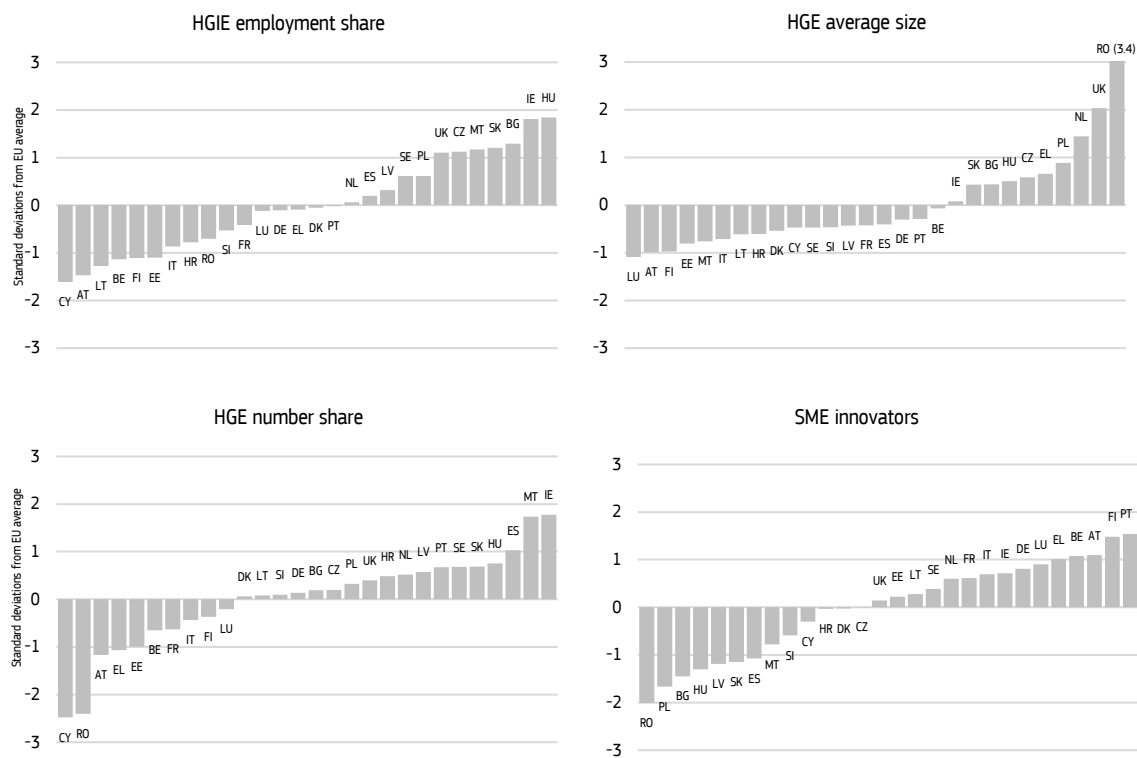 HGIE employment share
Standard deviations from EU average
3
2
1
0
-1
-2
-3
CY AT LT BE FI EE IT HR RO SI FR LU DE EL DK PT NL ES LV SE PL UK CZ MT SK BG IE HU
HGE average size
3
2
1
0
-1
-2
-3
LU AT FI EE MT IT LT HR DK CY SE SI LV FR ES DE PT BE IE SK BG HU CZ EL PL NL UK RO (3.4)
HGE number share
Standard deviations from EU average
3
2
1
0
-1
-2
-3
CY RO AT EL EE BE FR IT FI LU DK LT SI DE BG CZ PL UK HR NL LV PT SE SK HU ES MT IE
SME innovators
3
2
1
0
-1
-2
-3
RO PL BG HU LV SK ES MT SI CY HR DK CZ UK EE LT SE NL FR IT IE DE LU EL BE AT FI PT